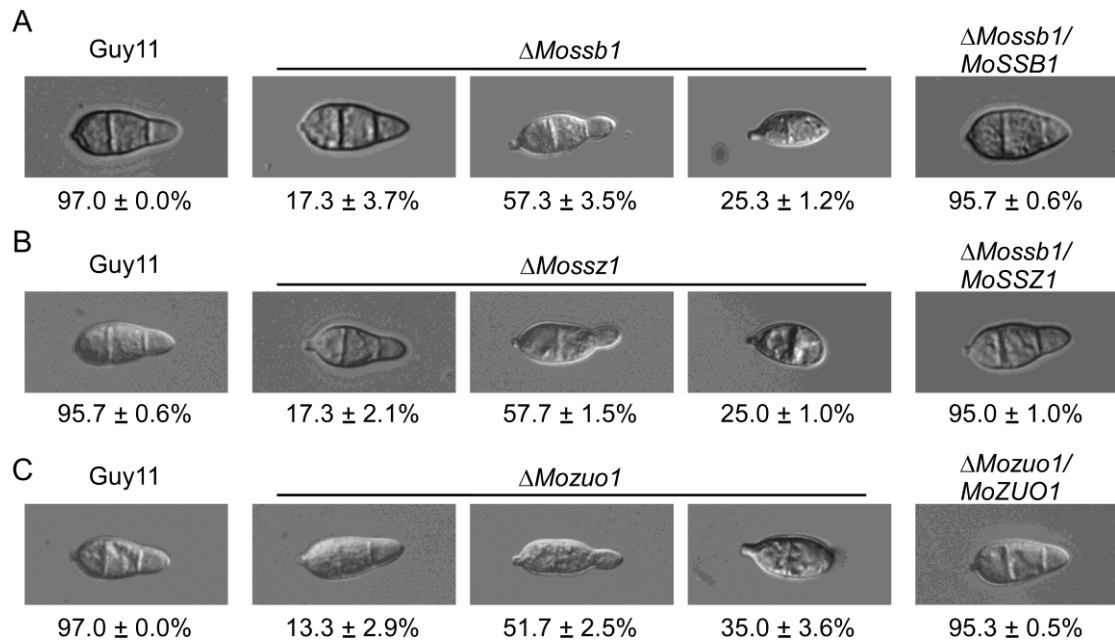 A
Guy11
ΔMossb1
ΔMossb1/
MoSSB1
97.0 ± 0.0%
17.3 ± 3.7%
57.3 ± 3.5%
25.3 ± 1.2%
95.7 ± 0.6%
B
Guy11
ΔMossz1
ΔMossb1/
MoSSZ1
95.7 ± 0.6%
17.3 ± 2.1%
57.7 ± 1.5%
25.0 ± 1.0%
95.0 ± 1.0%
C
Guy11
ΔMozuo1
ΔMozuo1/
MoZUO1
97.0 ± 0.0%
13.3 ± 2.9%
51.7 ± 2.5%
35.0 ± 3.6%
95.3 ± 0.5%